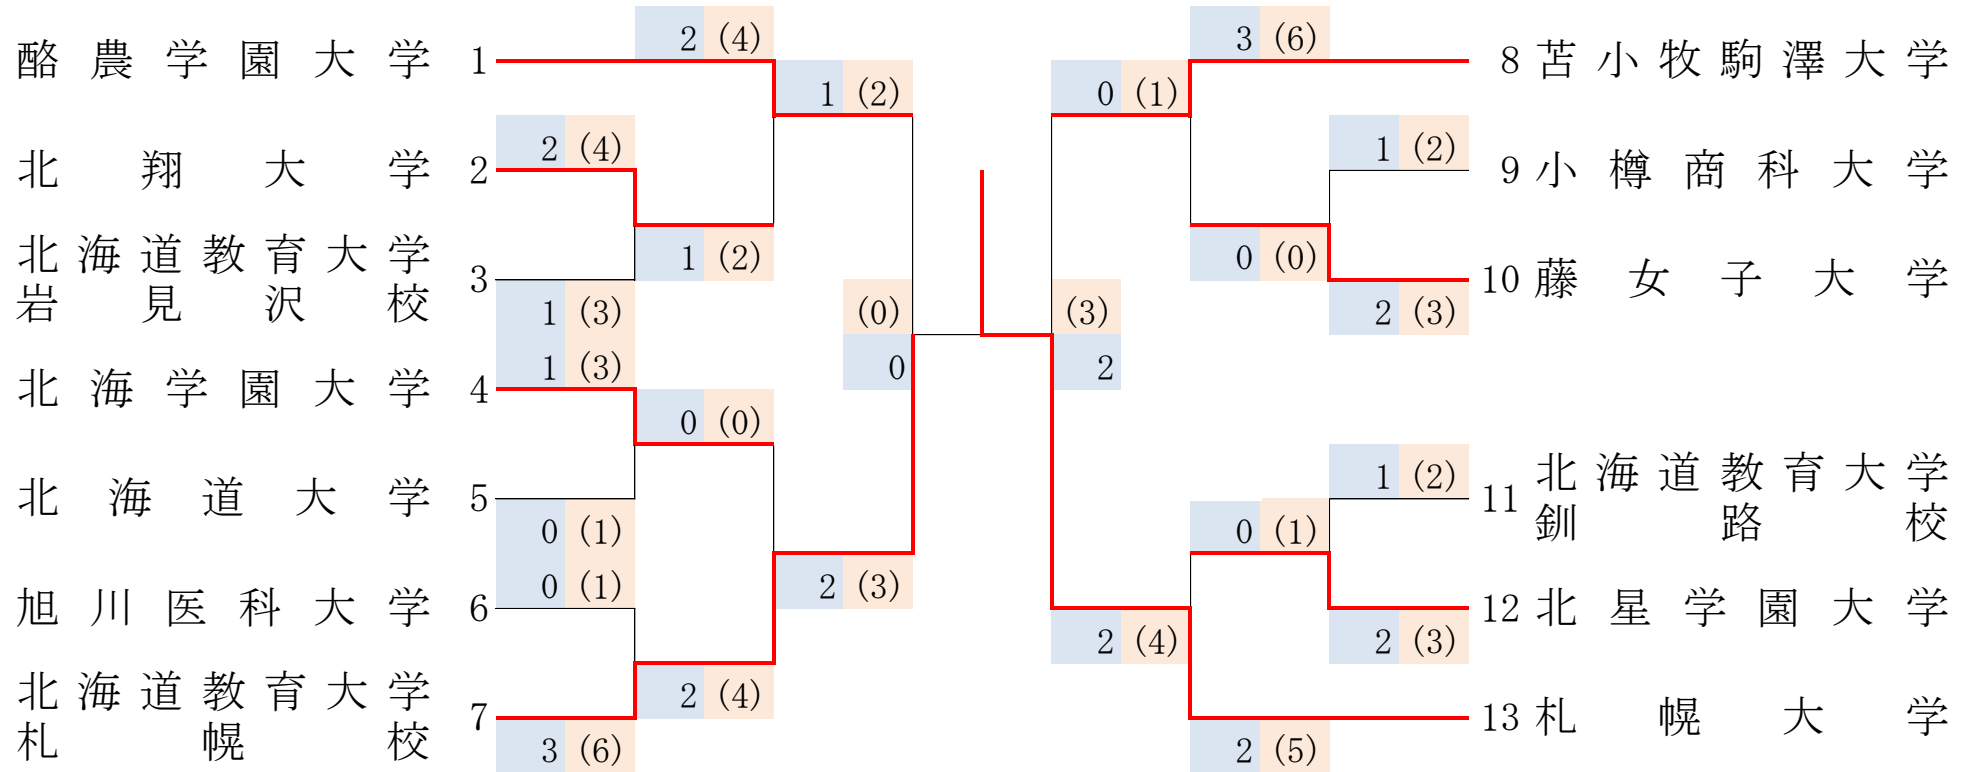 2 (4)
酪農学園大学 1
1 (2)
2 (4)
北翔大学 2
1 (2)
北海道教育大学
岩見沢校 3
1 (3)
1 (3)
北海学園大学 4
0 (0)
(0)
0
北海道大学 5
0 (1)
0 (1)
旭川医科大学 6
2 (3)
2 (4)
北海道教育大学
札幌校 7
3 (6)
3 (6)
8 苫小牧駒澤大学
0 (1)
1 (2)
9 小樽商科大学
0 (0)
10 藤女子大学
2 (3)
(3)
2
1 (2)
11 北海道教育大学
釧路校
0 (1)
12 北星学園大学
2 (3)
2 (4)
13 札幌大学
2 (5)